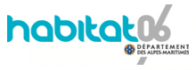 habitat06
DÉPARTEMENT
DES ALPES-MARITIMES